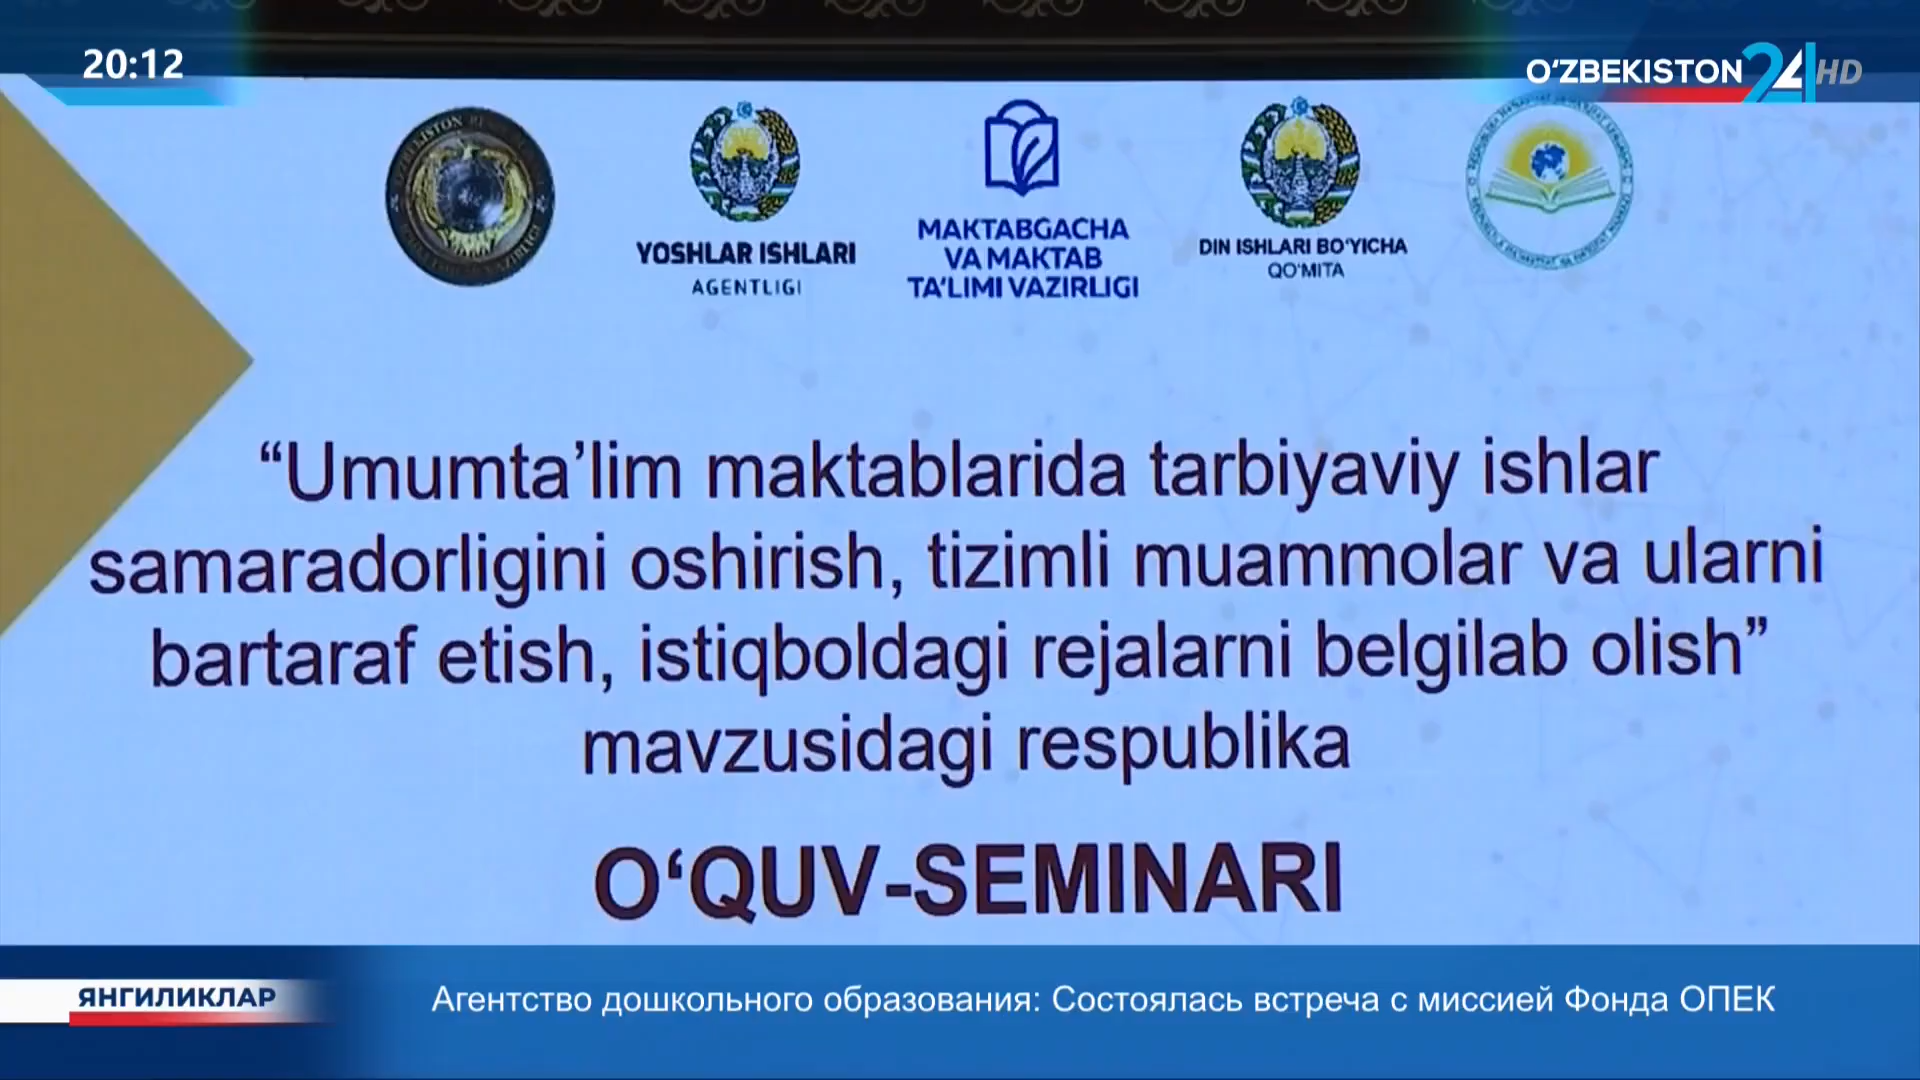 20:12
O‘ZBEKISTON 24 HD
YOSHLAR ISHLARI
AGENTLIGI
MAKTABGACHA
VA MAKTAB
TA‘LIMI VAZIRLIGI
DIN ISHLARI BO‘YICHA
QO‘MITA
“Umumta’lim maktablarida tarbiyaviy ishlar
samaradorligini oshirish, tizimli muammolar va ularni
bartaraf etish, istiqboldagi rejalarni belgilab olish”
mavzusidagi respublika
O‘QUV-SEMINARI
ЯНГИЛИКЛАР
Агентство дошкольного образования: Состоялась встреча с миссией Фонда ОПЕК